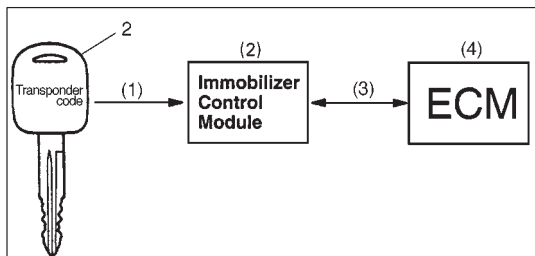 2
Transponder
code
(1)
(2)
Immobilizer
Control
Module
(3)
(4)
ECM